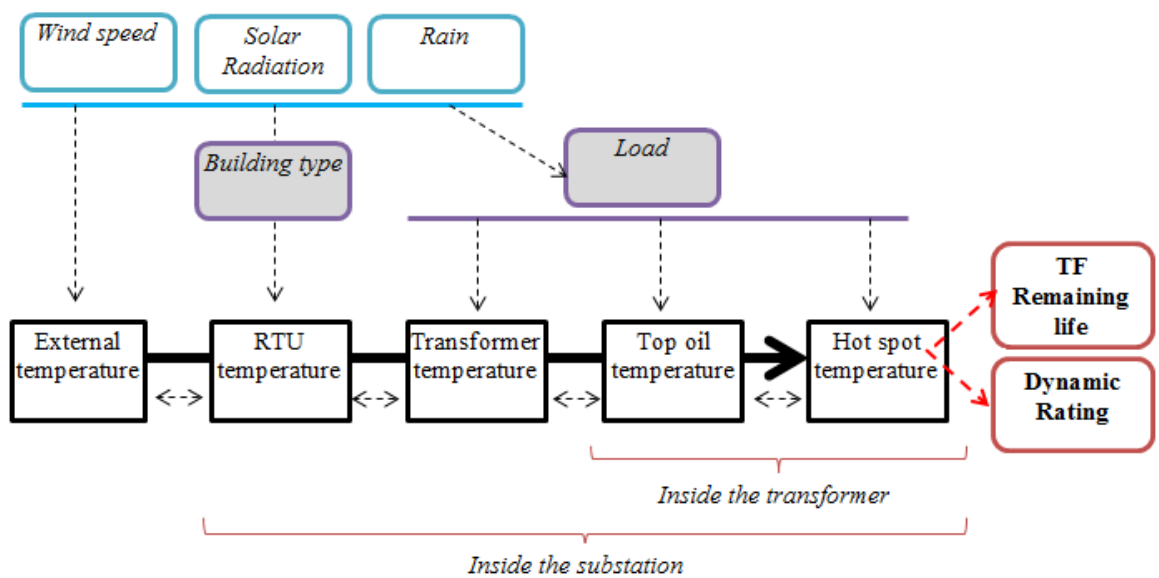 Wind speed
Solar
Radiation
Rain
Building type
Load
External
temperature
RTU
temperature
Transformer
temperature
Top oil
temperature
Hot spot
temperature
TF
Remaining
life
Dynamic
Rating
Inside the transformer
Inside the substation